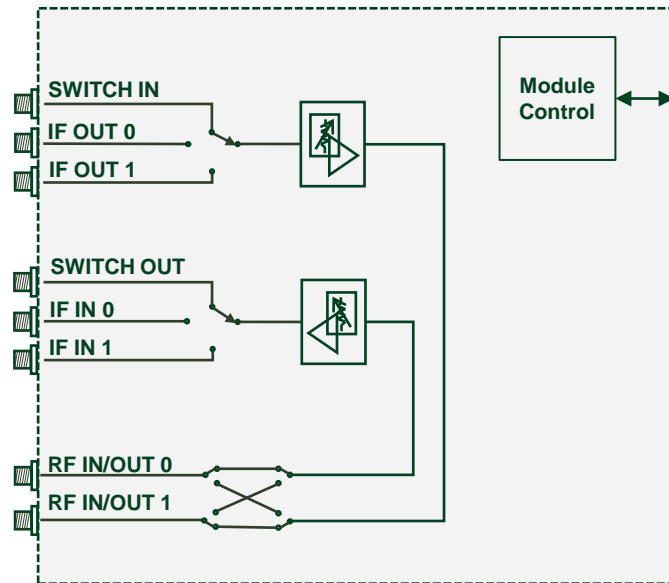 SWITCH IN
IF OUT 0
IF OUT 1
Module
Control
SWITCH OUT
IF IN 0
IF IN 1
RF IN/OUT 0
RF IN/OUT 1